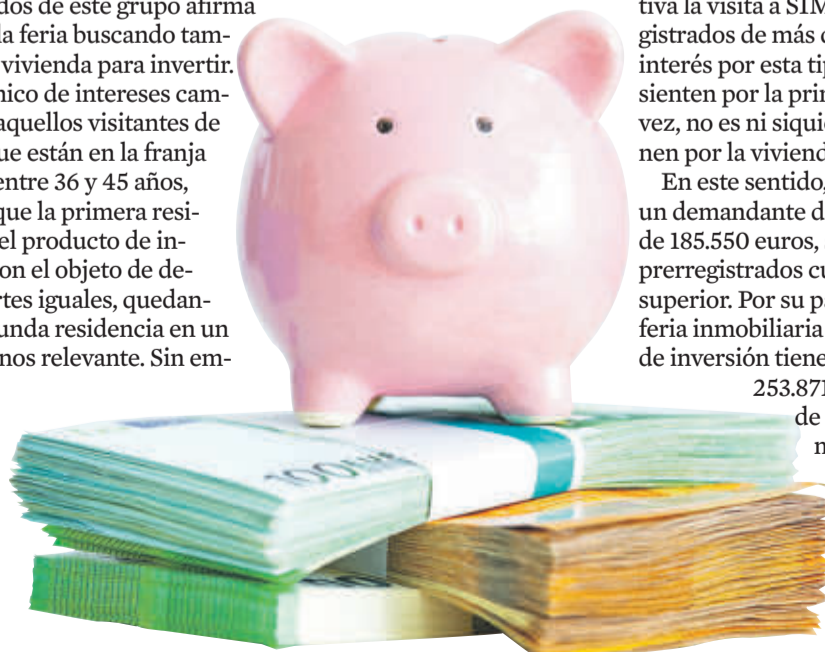 dos de este grupo afirma
la feria buscando tam-
vivienda para invertir.
nico de intereses cam-
aquellos visitantes de
ue están en la franja
entre 36 y 45 años,
que la primera resi-
el producto de in-
on el objeto de de-
rtes iguales, quedan-
unda residencia en un
nos relevante. Sin em-
tiva la visita a SIM
gistrados de más d
interés por esta tip
sienten por la prin
vez, no es ni siqui
nen por la viviend
En este sentido,
un demandante d
de 185.550 euros,
prerregistrados cu
superior. Por su pa
feria inmobiliaria
de inversión tiene
253.871
de
100